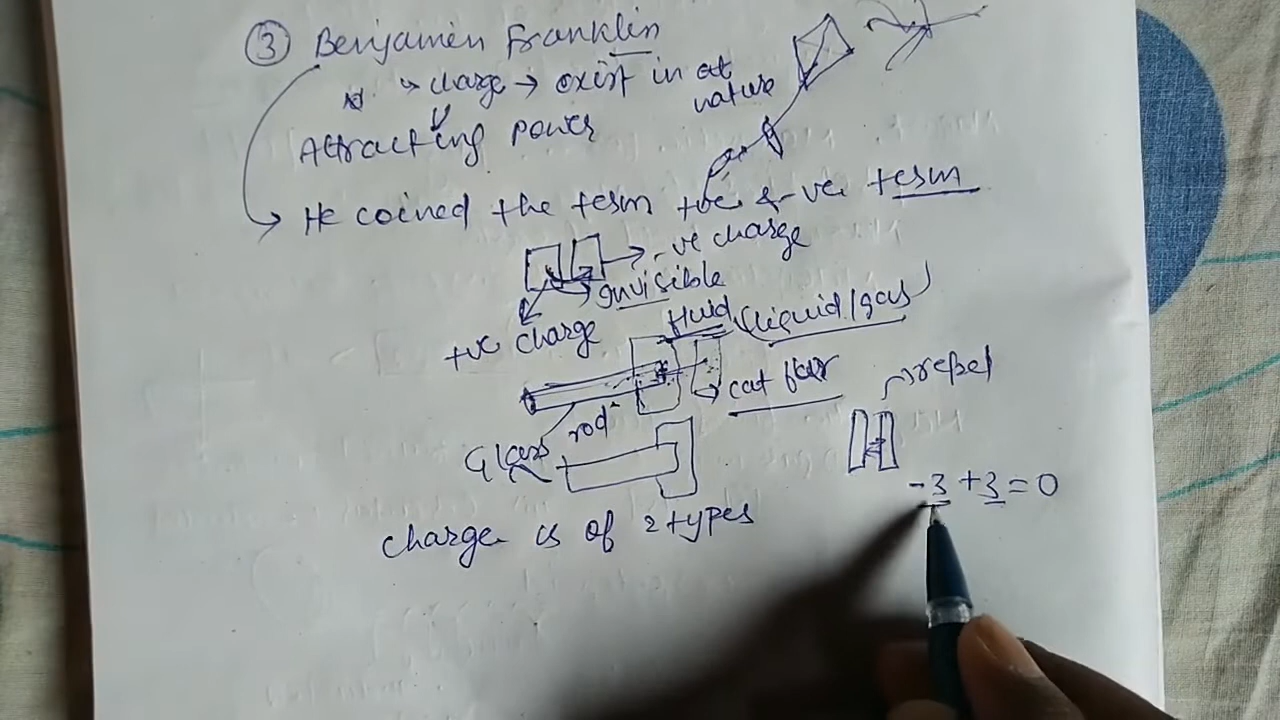 ③ Benjamin Franklin
charge → exist in at
nature
Attracting power
→ He coined the term +ve & -ve term
→ -ve charge
invisible
fluid (liquid/gas)
+ve charge
cat fur
repel
Glass rod
-3 + 3 = 0
charge is of 2 types